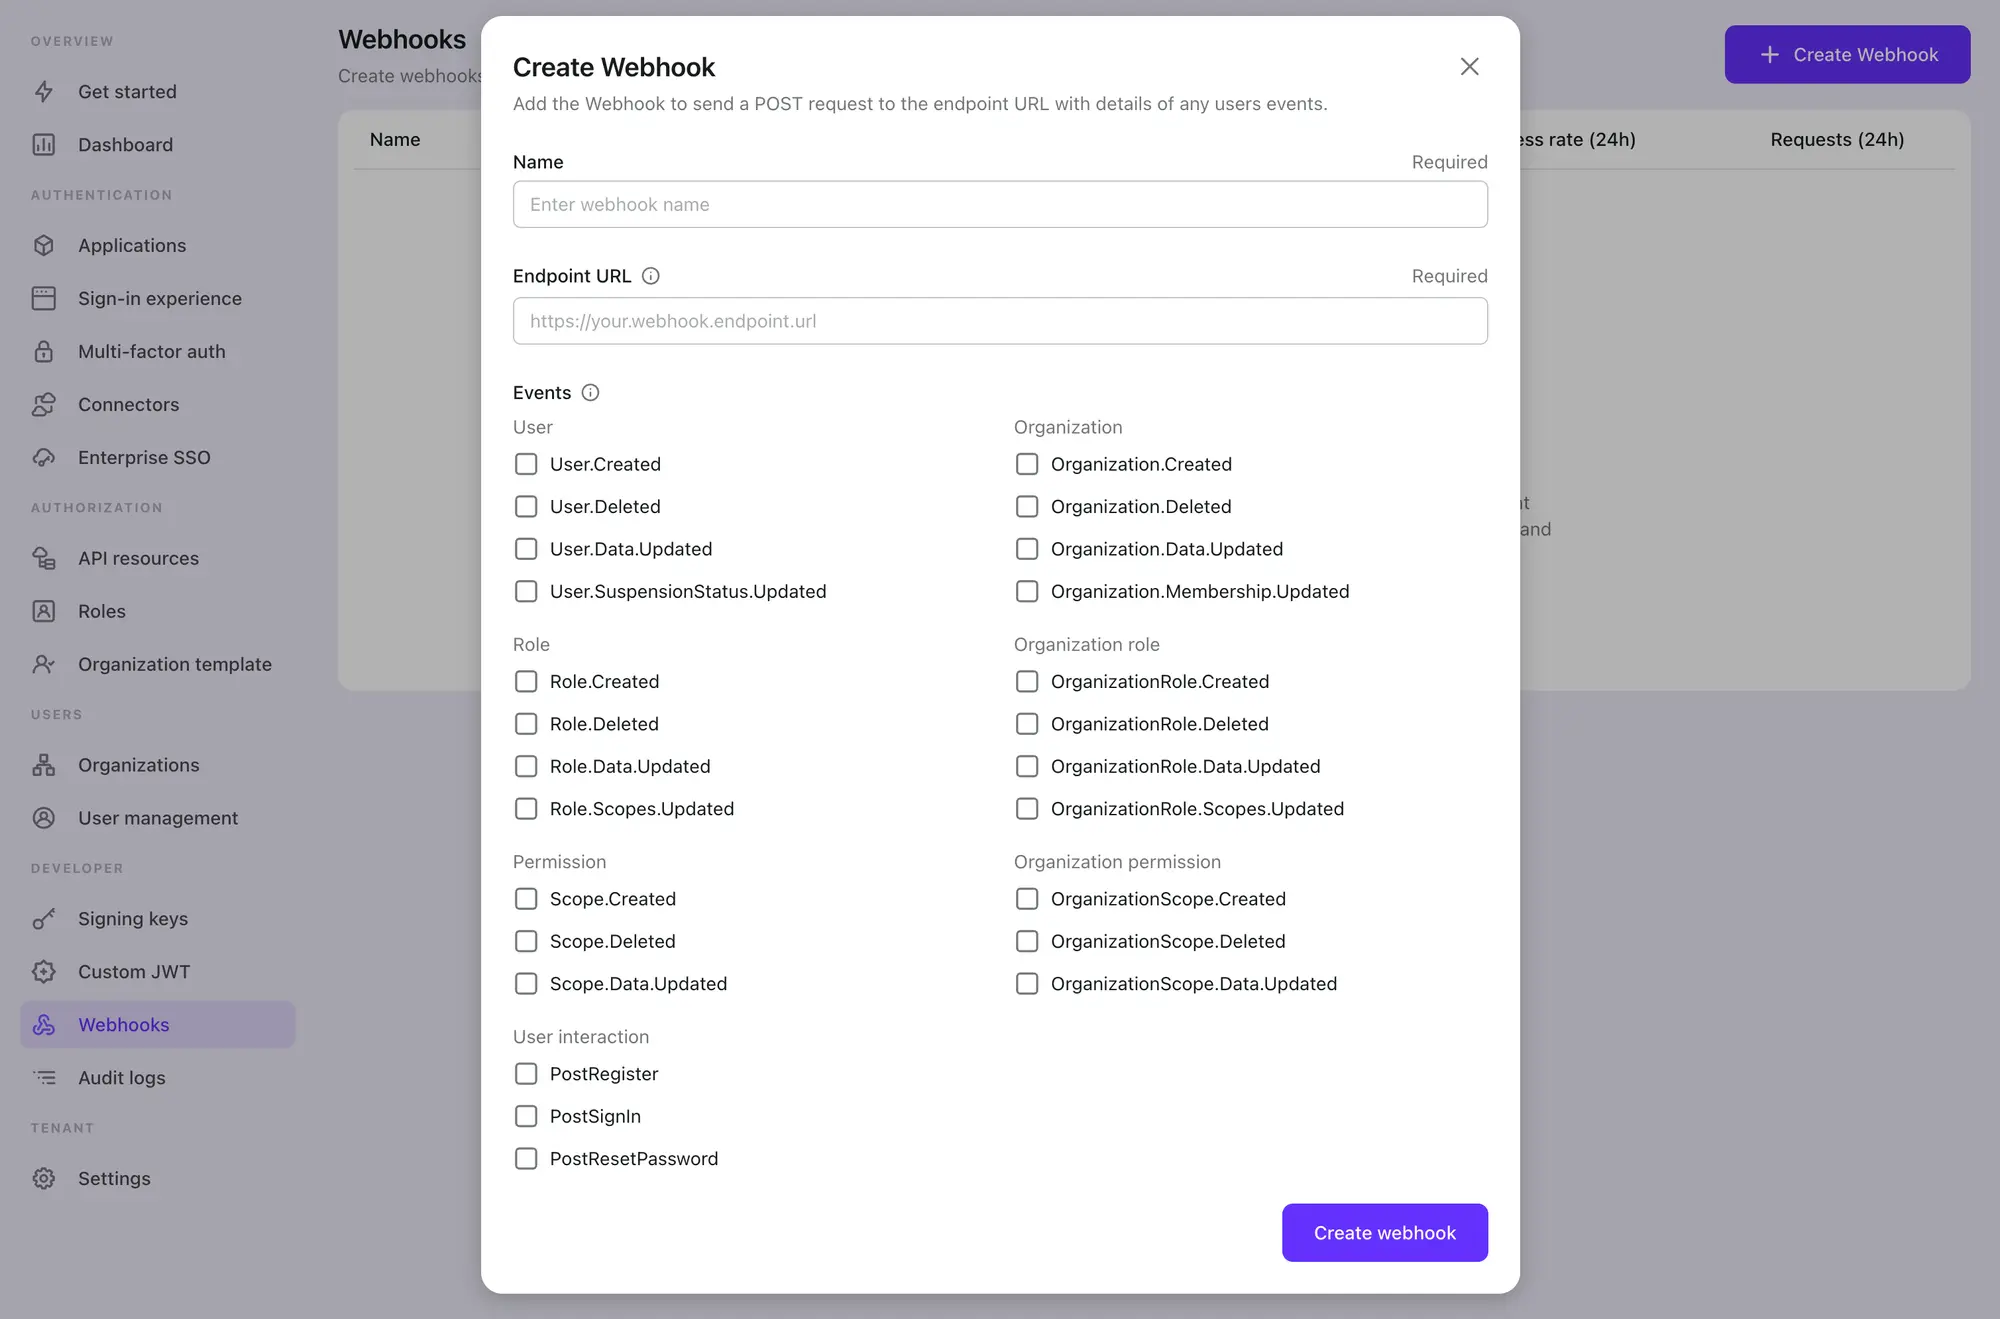 OVERVIEW
Get started
Dashboard
AUTHENTICATION
Applications
Sign-in experience
Multi-factor auth
Connectors
Enterprise SSO
AUTHORIZATION
API resources
Roles
Organization template
USERS
Organizations
User management
DEVELOPER
Signing keys
Custom JWT
Webhooks
Audit logs
TENANT
Settings
Webhooks
Create webhooks
Create Webhook
Name
ess rate (24h)
Requests (24h)
and
Create Webhook
Add the Webhook to send a POST request to the endpoint URL with details of any users events.
Name
Required
Enter webhook name
Endpoint URL
Required
https://your.webhook.endpoint.url
Events
User
User.Created
User.Deleted
User.Data.Updated
User.SuspensionStatus.Updated
Organization
Organization.Created
Organization.Deleted
Organization.Data.Updated
Organization.Membership.Updated
Role
Role.Created
Role.Deleted
Role.Data.Updated
Role.Scopes.Updated
Organization role
OrganizationRole.Created
OrganizationRole.Deleted
OrganizationRole.Data.Updated
OrganizationRole.Scopes.Updated
Permission
Scope.Created
Scope.Deleted
Scope.Data.Updated
Organization permission
OrganizationScope.Created
OrganizationScope.Deleted
OrganizationScope.Data.Updated
User interaction
PostRegister
PostSignIn
PostResetPassword
Create webhook